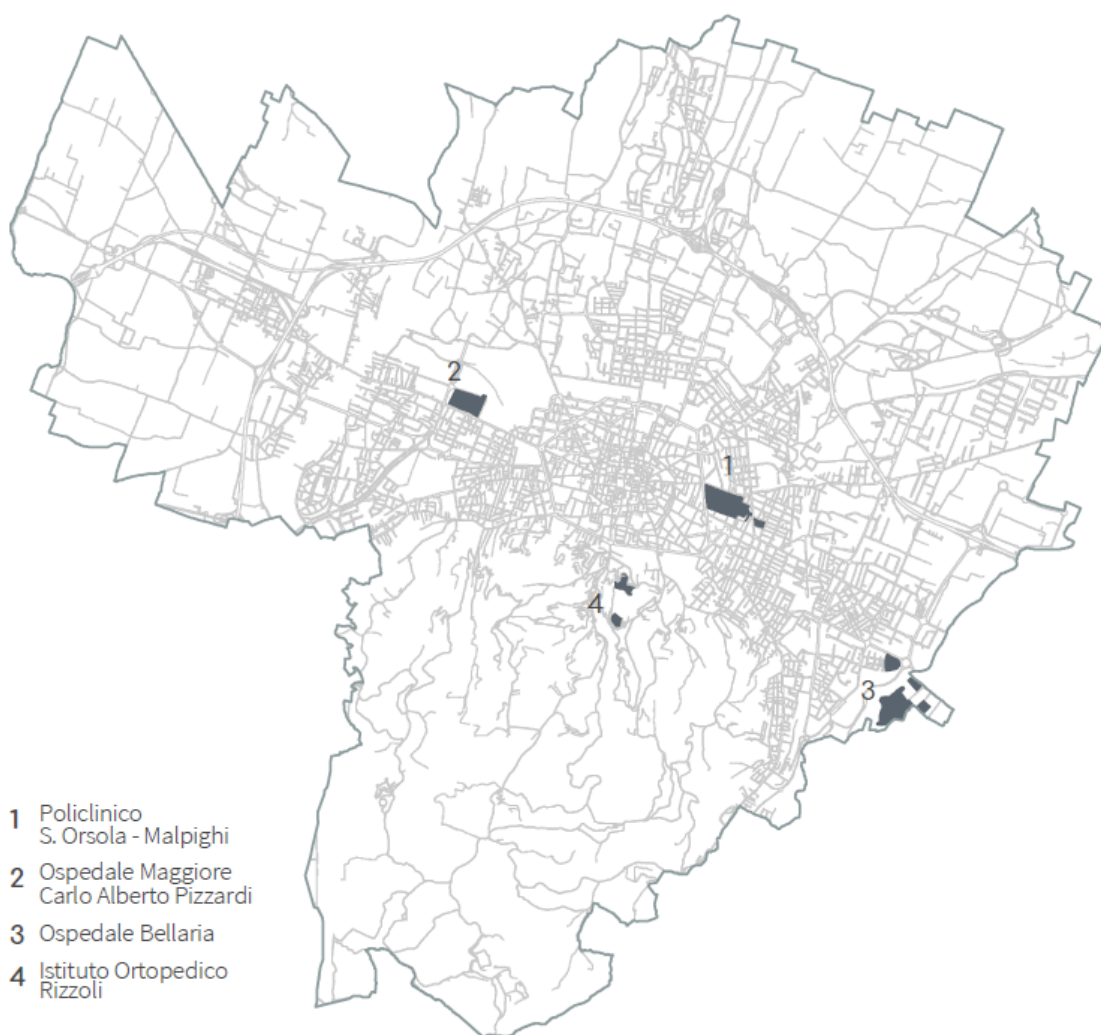 2
1
4
3
1 Policlinico
S. Orsola - Malpighi
2 Ospedale Maggiore
Carlo Alberto Pizzardi
3 Ospedale Bellaria
4 Istituto Ortopedico
Rizzoli